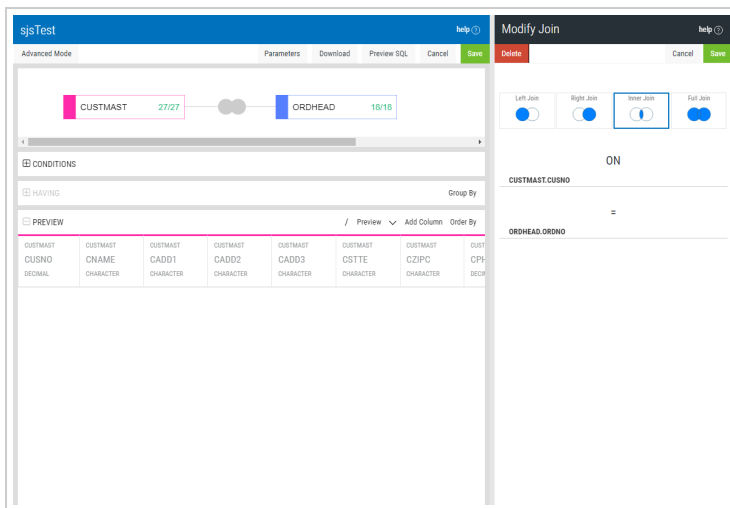 sjsTest help ?
Advanced Mode Parameters Download Preview SQL Cancel Save
CUSTMAST 27/27 ORDHEAD 18/18
CONDITIONS
HAVING Group By
PREVIEW / Preview Add Column Order By
CUSTMAST CUSTMAST CUSTMAST CUSTMAST CUSTMAST CUSTMAST CUSTMAST CUST
CUSNO CNAME CADD1 CADD2 CADD3 CSTTE CZIPC CPH
DECIMAL CHARACTER CHARACTER CHARACTER CHARACTER CHARACTER CHARACTER DECIM
Modify Join help ?
Delete Cancel Save
Left Join Right Join Inner Join Full Join
ON
CUSTMAST.CUSNO
=
ORDHEAD.ORDNO